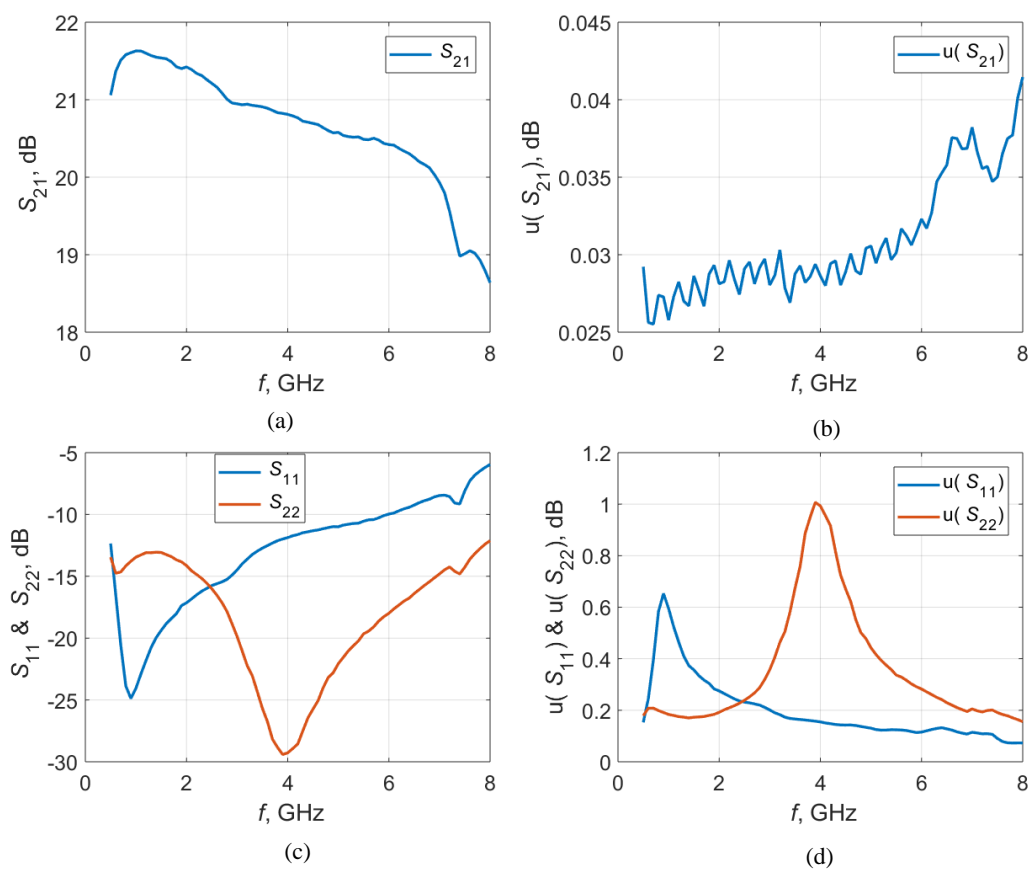 22
21
20
19
18
S21, dB
S21
0 2 4 6 8
f, GHz
(a)
0.045
0.04
0.035
0.03
0.025
u( S21), dB
u( S21)
0 2 4 6 8
f, GHz
(b)
-5
-10
-15
-20
-25
-30
S11 & S22, dB
S11
S22
0 2 4 6 8
f, GHz
(c)
1.2
1
0.8
0.6
0.4
0.2
0
u( S11) & u( S22), dB
u( S11)
u( S22)
0 2 4 6 8
f, GHz
(d)